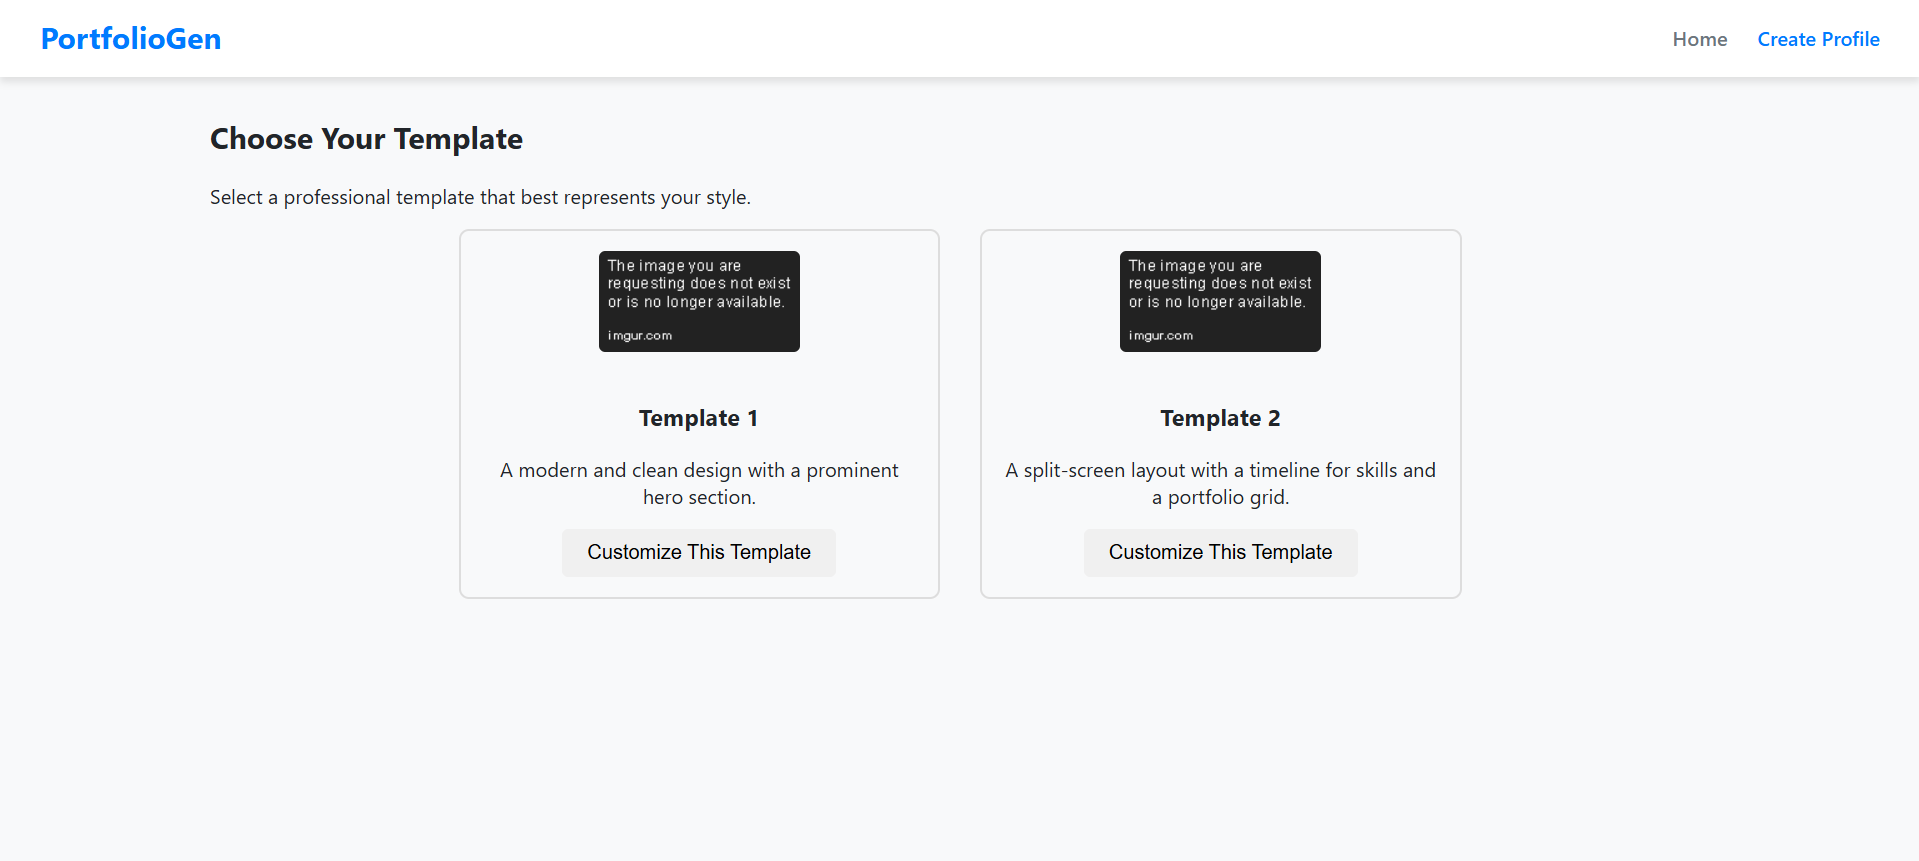 PortfolioGen
Home
Create Profile
Choose Your Template
Select a professional template that best represents your style.
The image you are
requesting does not exist
or is no longer available.
imgur.com
Template 1
A modern and clean design with a prominent
hero section.
Customize This Template
The image you are
requesting does not exist
or is no longer available.
imgur.com
Template 2
A split-screen layout with a timeline for skills and
a portfolio grid.
Customize This Template